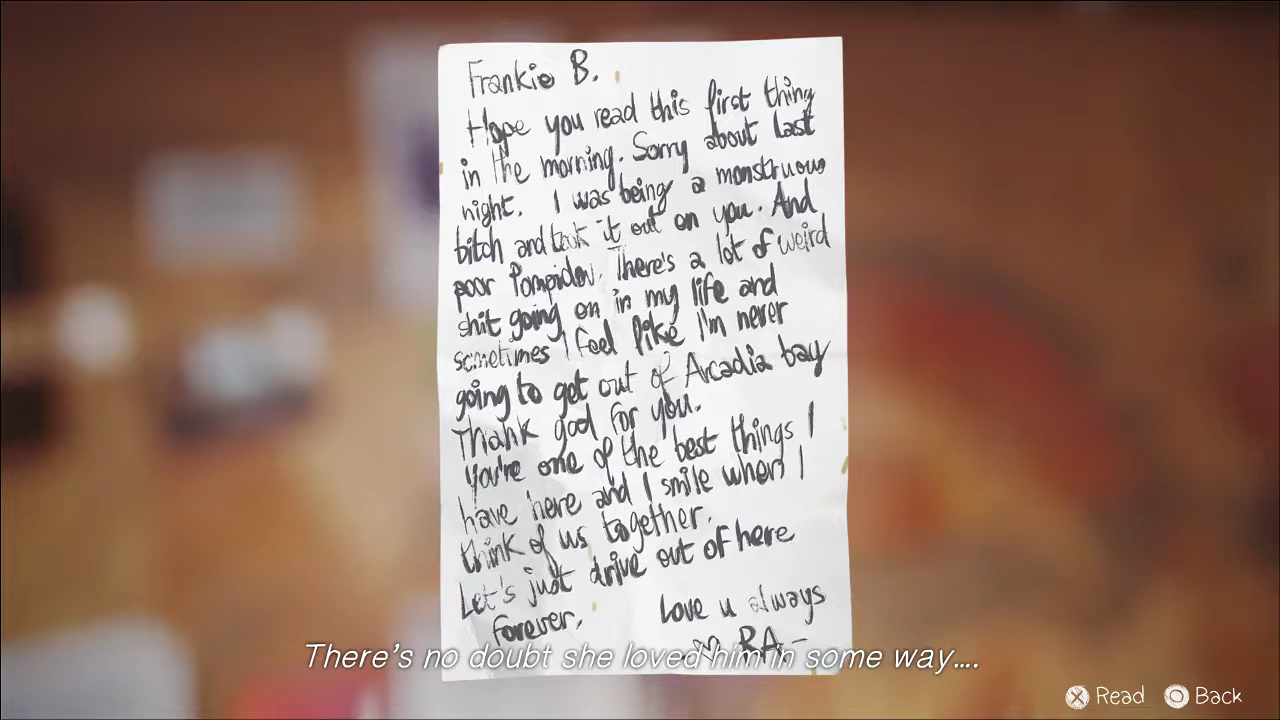 Frankie B.
Hope you read this first thing
in the morning. Sorry about last
night. I was being a monstruous
bitch and took it out on you. And
poor Pompidou. There's a lot of weird
shit going on in my life and
sometimes I feel like I'm never
going to get out of Arcadia bay
Thank god for you.
You're one of the best things I
have here and I smile when I
think of us together.
Let's just drive out of here
forever.
Love u always
♡ RA -
There's no doubt she loved him in some way....
Read Back